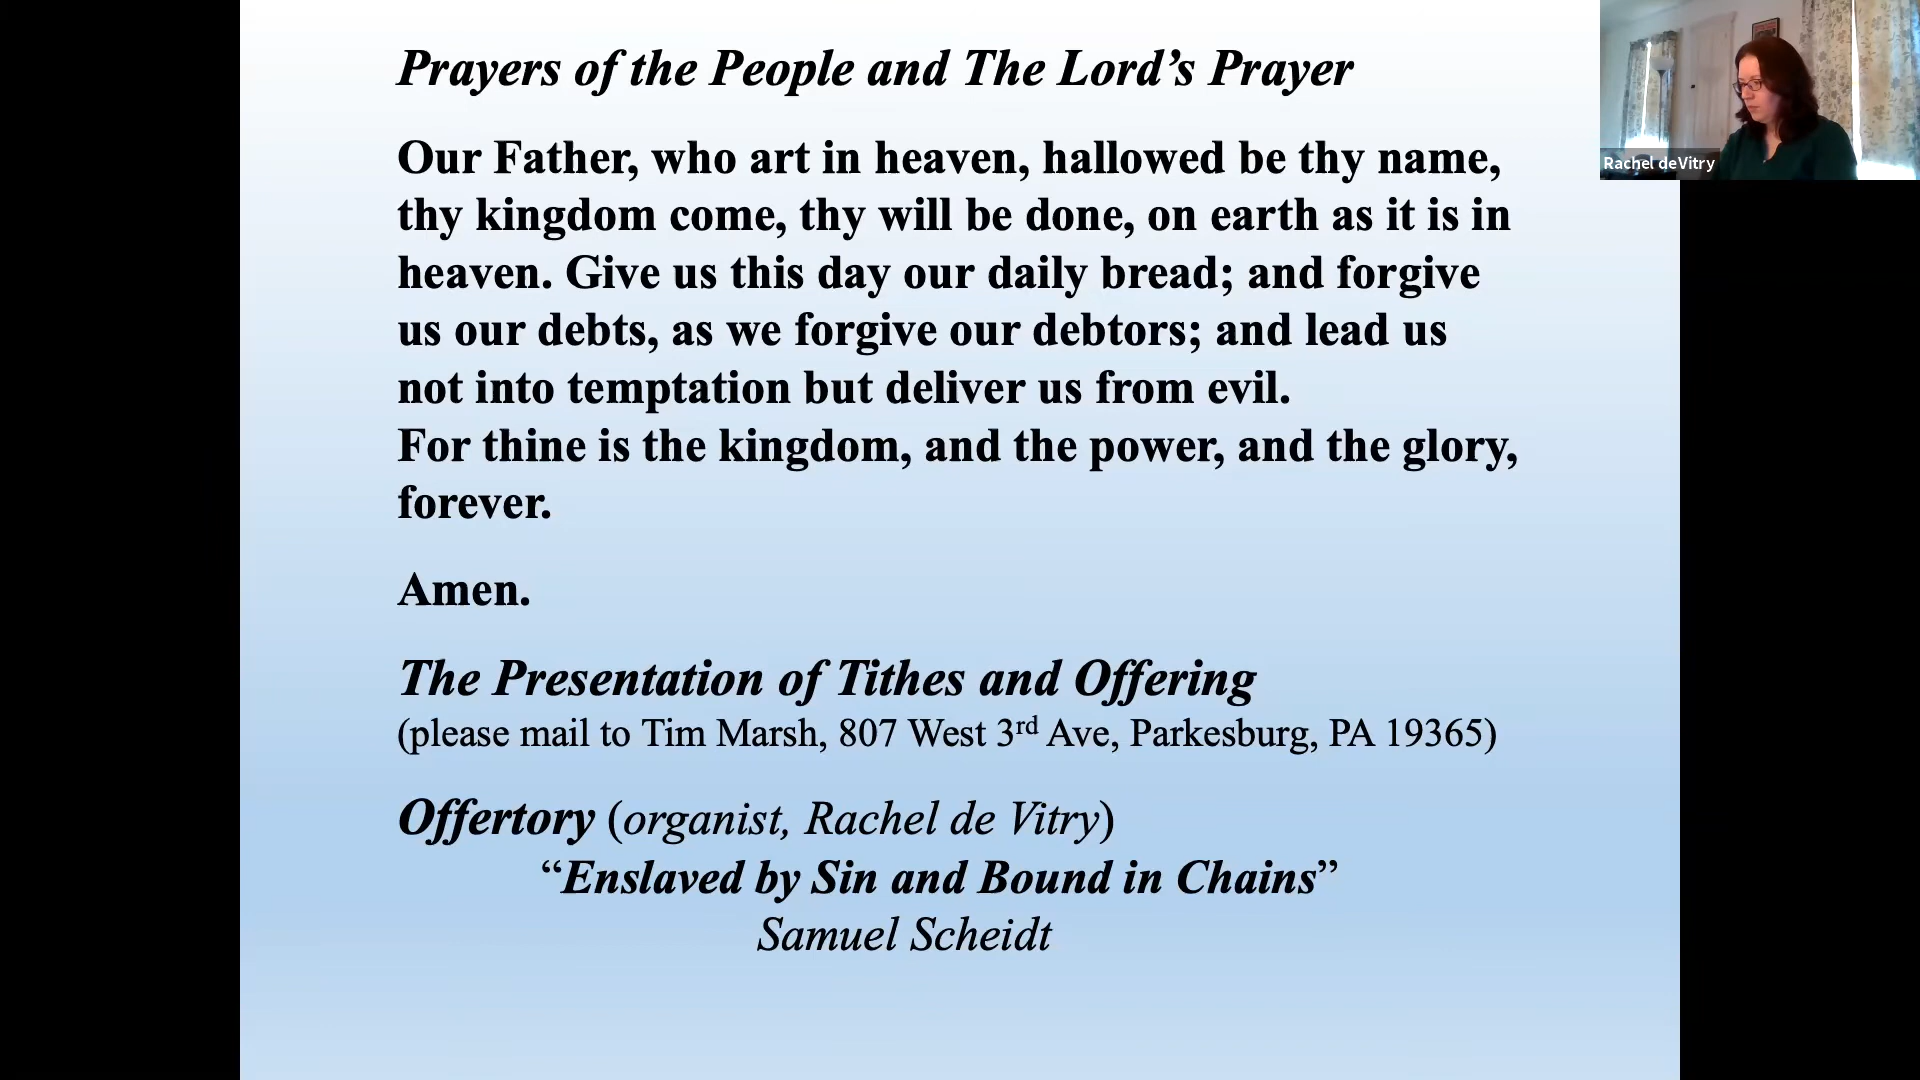 Prayers of the People and The Lord’s Prayer
Our Father, who art in heaven, hallowed be thy name,
thy kingdom come, thy will be done, on earth as it is in
heaven. Give us this day our daily bread; and forgive
us our debts, as we forgive our debtors; and lead us
not into temptation but deliver us from evil.
For thine is the kingdom, and the power, and the glory,
forever.
Amen.
The Presentation of Tithes and Offering
(please mail to Tim Marsh, 807 West 3rd Ave, Parkesburg, PA 19365)
Offertory (organist, Rachel de Vitry)
“Enslaved by Sin and Bound in Chains”
Samuel Scheidt
Rachel deVitry